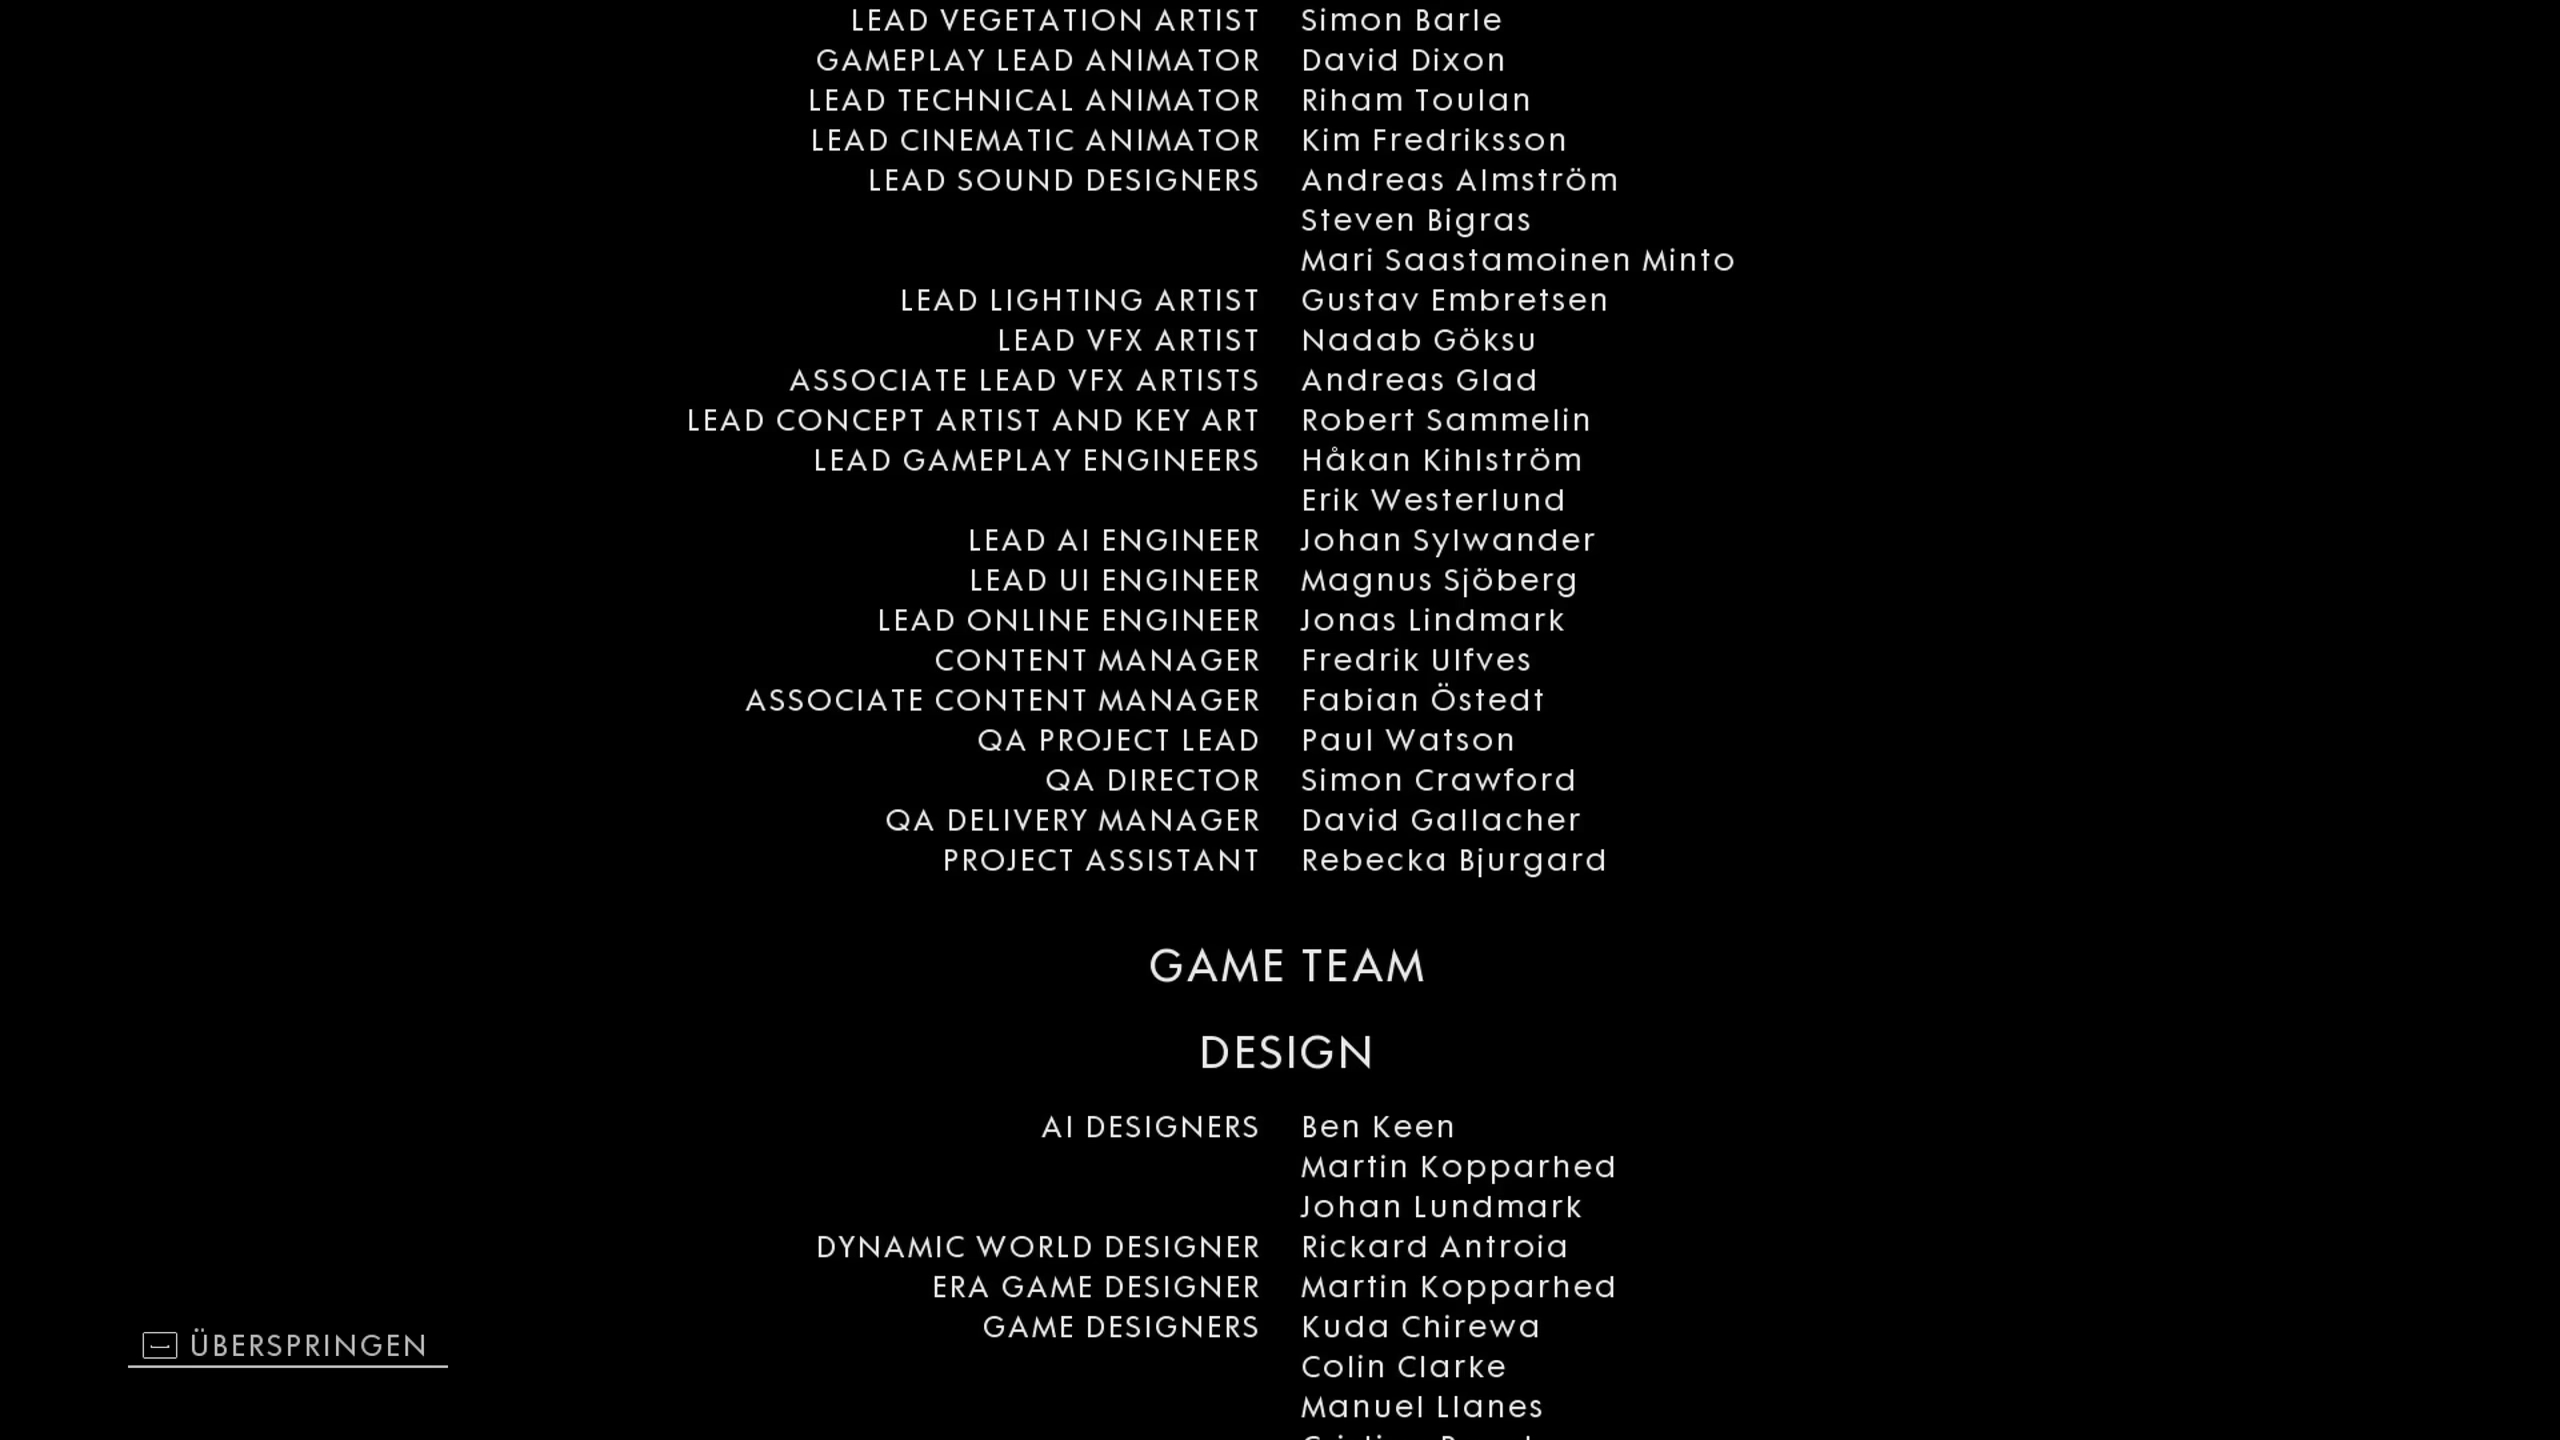 LEAD VEGETATION ARTIST Simon Barle
GAMEPLAY LEAD ANIMATOR David Dixon
LEAD TECHNICAL ANIMATOR Riham Toulan
LEAD CINEMATIC ANIMATOR Kim Fredriksson
LEAD SOUND DESIGNERS Andreas Almström
Steven Bigras
Mari Saastamoinen Minto
LEAD LIGHTING ARTIST Gustav Embretsen
LEAD VFX ARTIST Nadab Göksu
ASSOCIATE LEAD VFX ARTISTS Andreas Glad
LEAD CONCEPT ARTIST AND KEY ART Robert Sammelin
LEAD GAMEPLAY ENGINEERS Håkan Kihlström
Erik Westerlund
LEAD AI ENGINEER Johan Sylwander
LEAD UI ENGINEER Magnus Sjöberg
LEAD ONLINE ENGINEER Jonas Lindmark
CONTENT MANAGER Fredrik Ulfves
ASSOCIATE CONTENT MANAGER Fabian Östedt
QA PROJECT LEAD Paul Watson
QA DIRECTOR Simon Crawford
QA DELIVERY MANAGER David Gallacher
PROJECT ASSISTANT Rebecka Bjurgard
GAME TEAM
DESIGN
AI DESIGNERS Ben Keen
Martin Kopparhed
Johan Lundmark
DYNAMIC WORLD DESIGNER Rickard Antroia
ERA GAME DESIGNER Martin Kopparhed
GAME DESIGNERS Kuda Chirewa
Colin Clarke
Manuel Llanes
ÜBERSPRINGEN